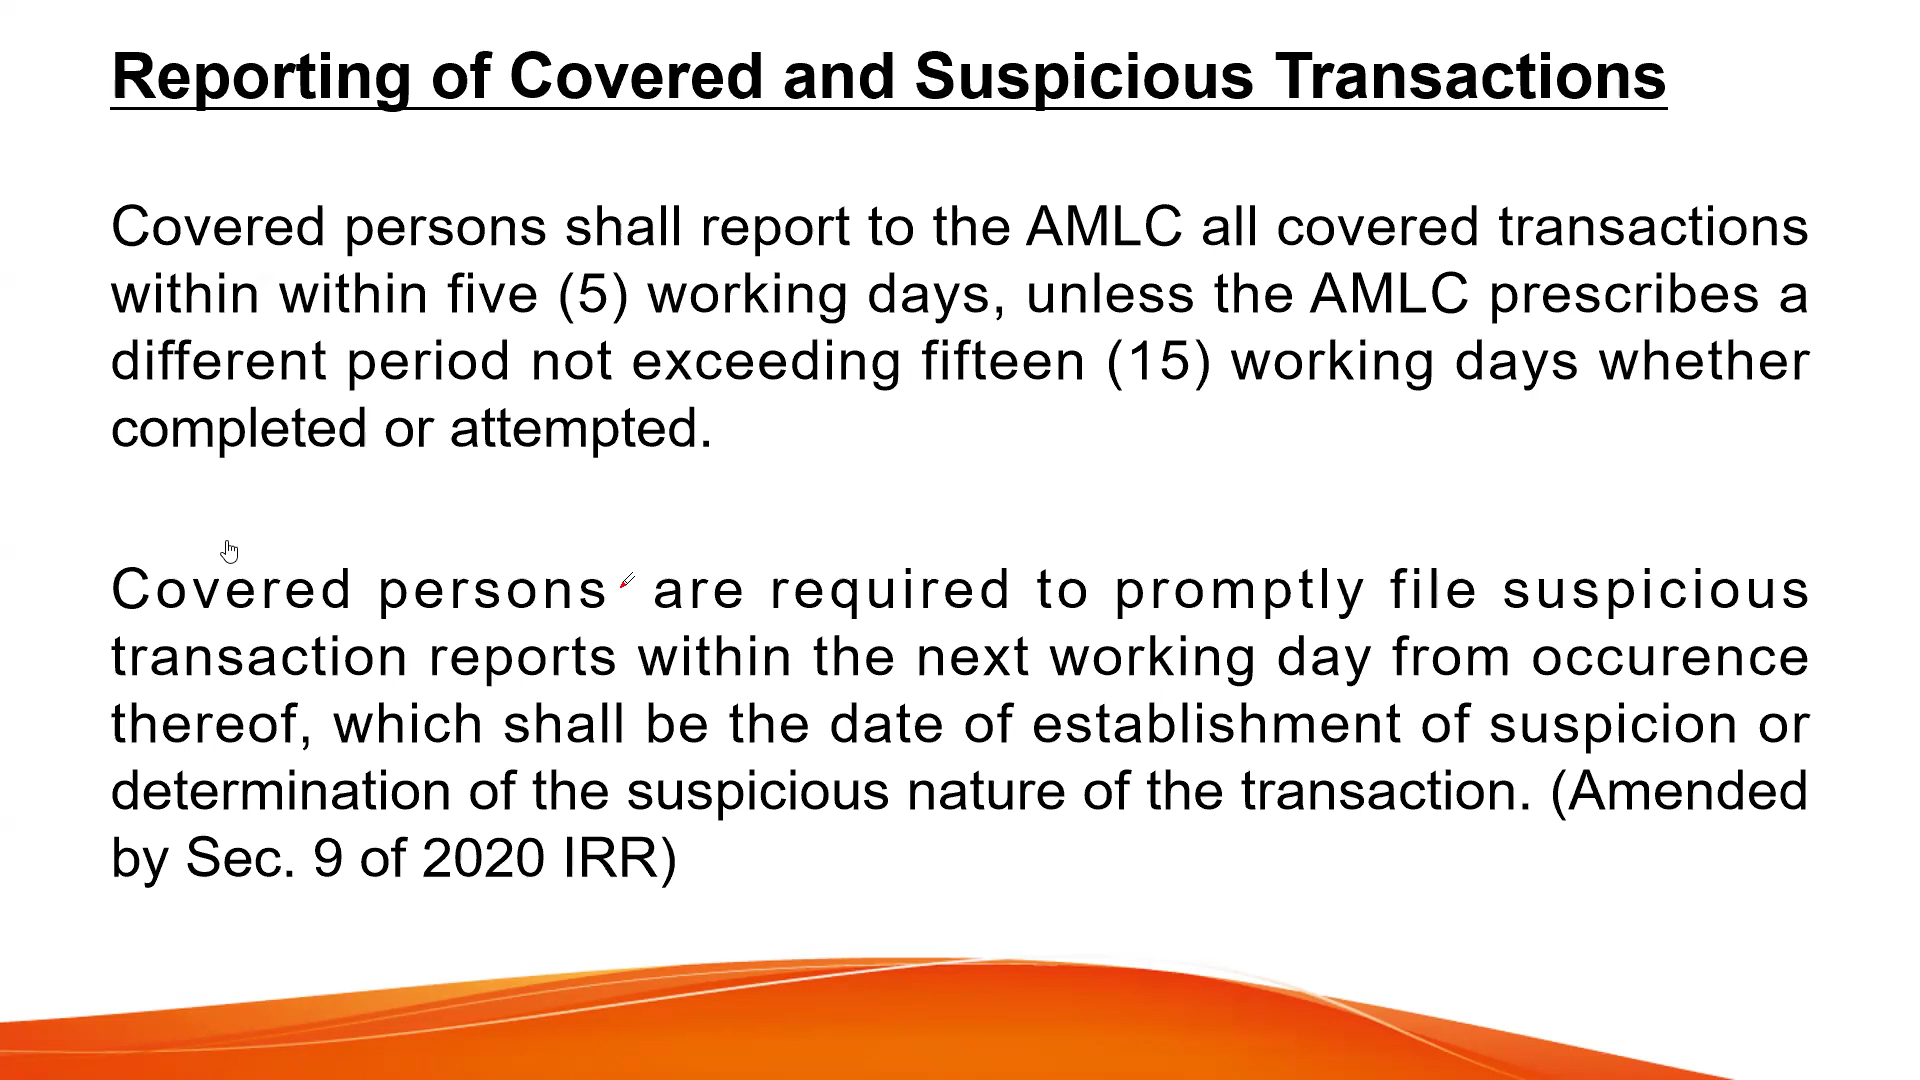 Reporting of Covered and Suspicious Transactions
Covered persons shall report to the AMLC all covered transactions
within within five (5) working days, unless the AMLC prescribes a
different period not exceeding fifteen (15) working days whether
completed or attempted.
Covered persons are required to promptly file suspicious
transaction reports within the next working day from occurence
thereof, which shall be the date of establishment of suspicion or
determination of the suspicious nature of the transaction. (Amended
by Sec. 9 of 2020 IRR)